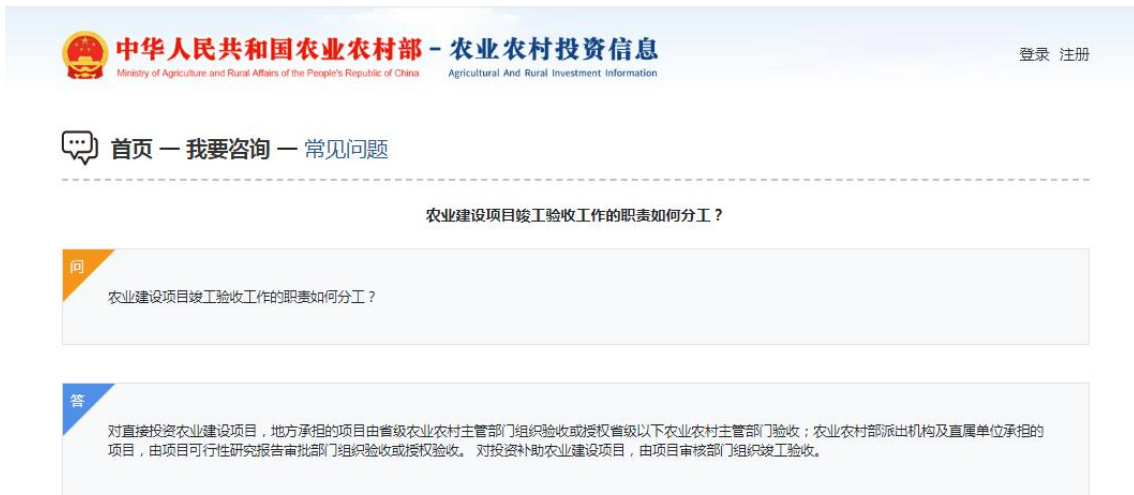 中华人民共和国农业农村部 - 农业农村投资信息
Ministry of Agriculture and Rural Affairs of the People's Republic of China Agricultural And Rural Investment Information
登录 注册
首页 — 我要咨询 — 常见问题
农业建设项目竣工验收工作的职责如何分工？
问
农业建设项目竣工验收工作的职责如何分工？
答
对直接投资农业建设项目，地方承担的项目由省级农业农村主管部门组织验收或授权省级以下农业农村主管部门验收；农业农村部派出机构及直属单位承担的
项目，由项目可行性研究报告审批部门组织验收或授权验收。 对投资补助农业建设项目，由项目审核部门组织竣工验收。